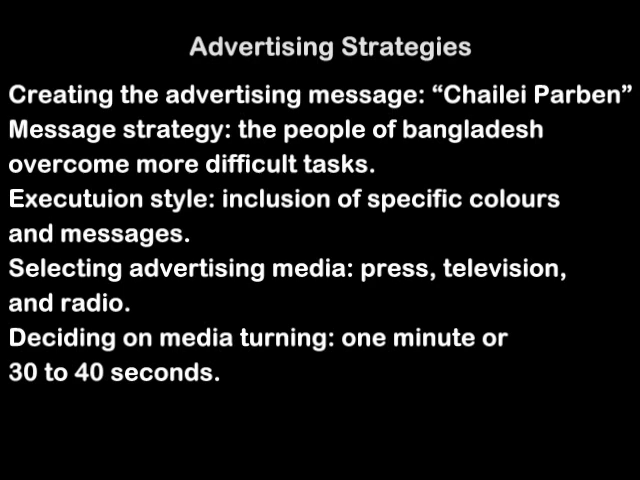 Advertising Strategies
Creating the advertising message: “Chailei Parben”
Message strategy: the people of bangladesh
overcome more difficult tasks.
Executuion style: inclusion of specific colours
and messages.
Selecting advertising media: press, television,
and radio.
Deciding on media turning: one minute or
30 to 40 seconds.